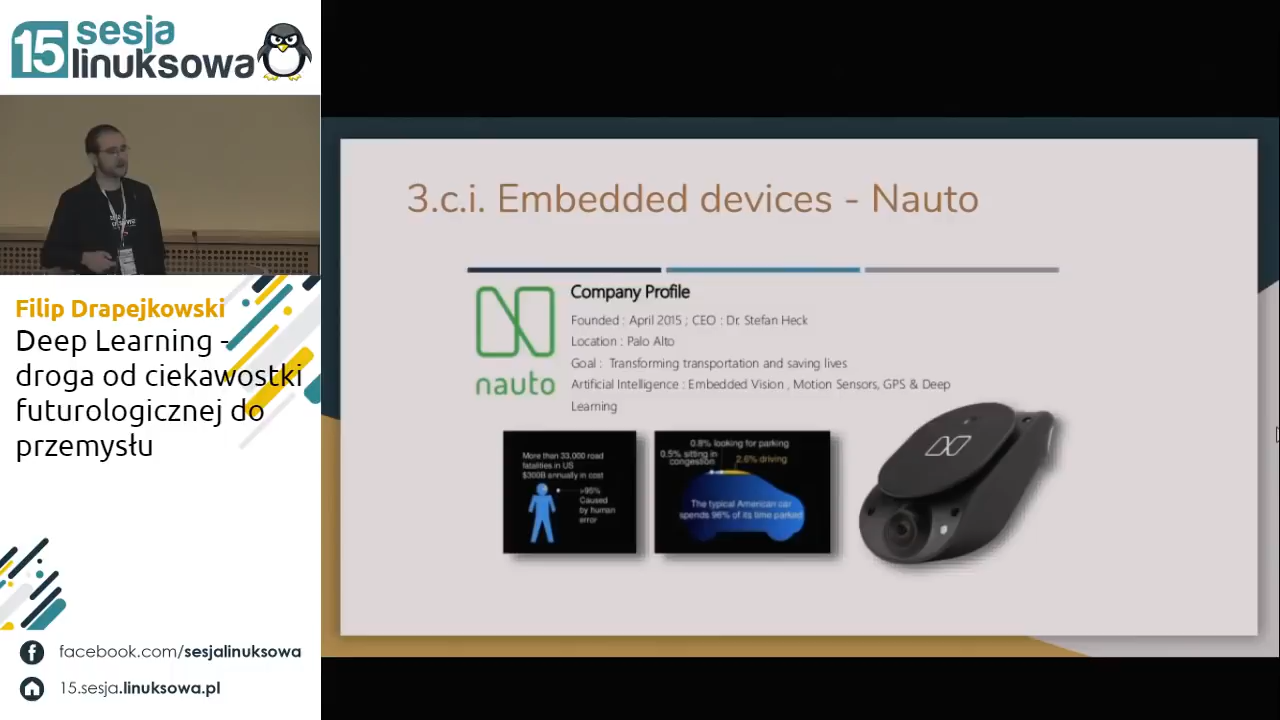 15 sesja
linuksowa
Filip Drapejkowski
Deep Learning -
droga od ciekawostki
futurologicznej do
przemysłu
facebook.com/sesjalinuksowa
15.sesja.linuksowa.pl
3.c.i. Embedded devices - Nauto
nauto
Company Profile
Founded : April 2015 ; CEO : Dr. Stefan Heck
Location : Palo Alto
Goal : Transforming transportation and saving lives
Artificial Intelligence : Embedded Vision , Motion Sensors, GPS & Deep
Learning
More than 33,000 road
fatalities in US
$300B annually in cost
>95%
Caused
by human
error
0.8% looking for parking
0.5% sitting in
congestion
2.6% driving
The typical American car
spends 96% of its time parked